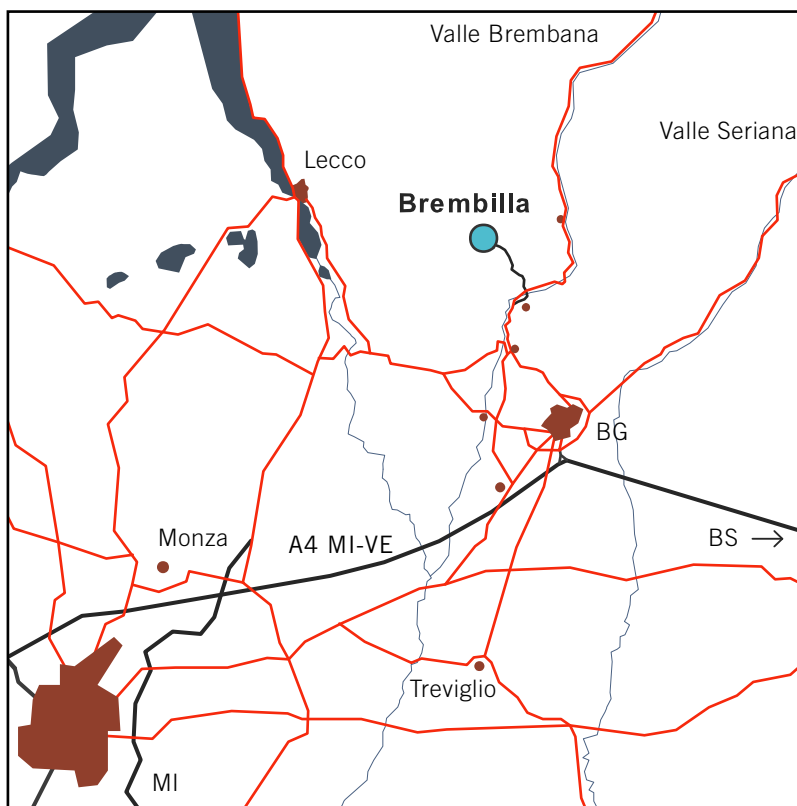 Valle Brembana
Valle Seriana
Lecco
Brembilla
BG
Monza
A4 MI-VE
BS →
Treviglio
MI